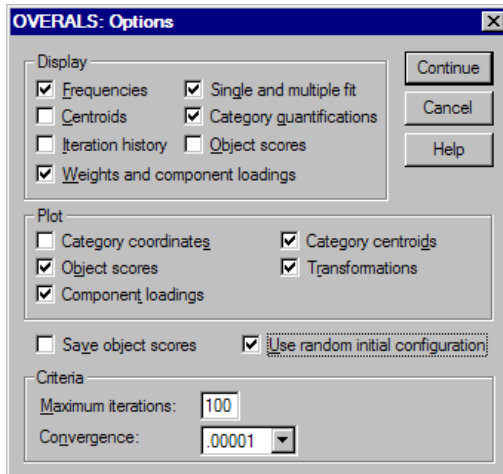 OVERALS: Options
Display
Frequencies Single and multiple fit
Centroids Category quantifications
Iteration history Object scores
Weights and component loadings
Continue
Cancel
Help
Plot
Category coordinates Category centroids
Object scores Transformations
Component loadings
Save object scores Use random initial configuration
Criteria
Maximum iterations: 100
Convergence: .00001